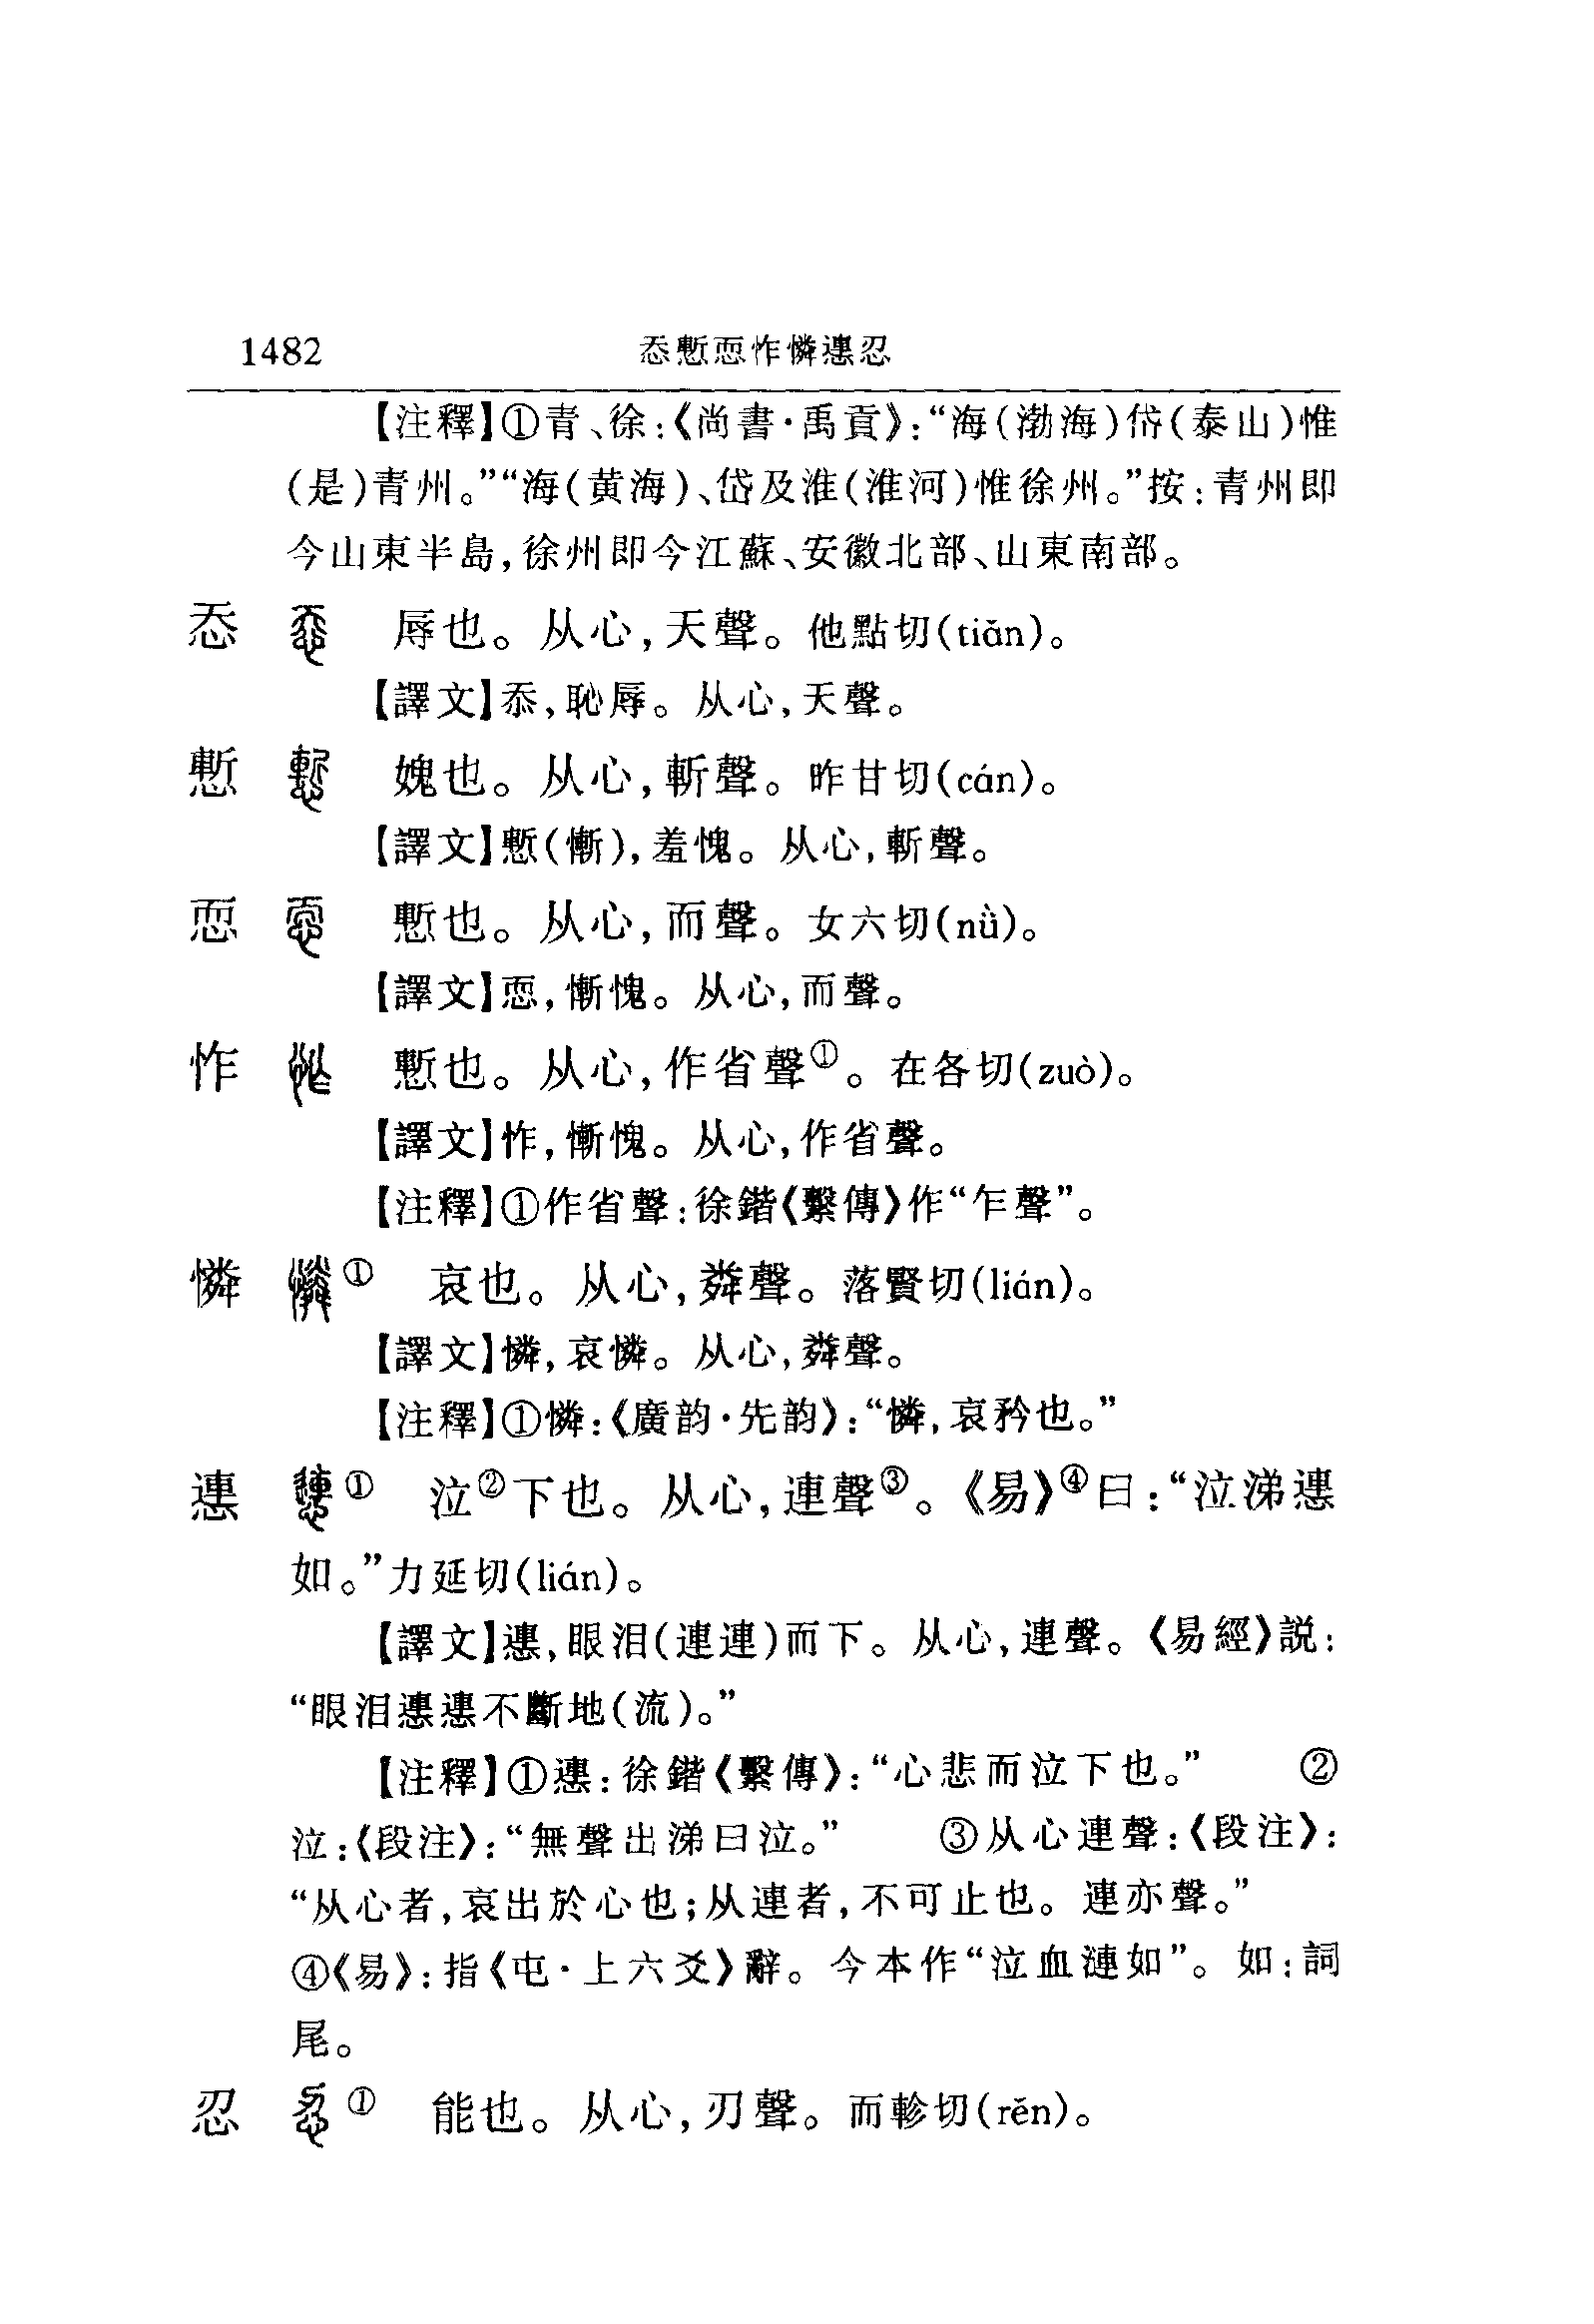 1482 忝慙恧怍憐㦁忍
【注釋】①青、徐:《尚書·禹貢》:“海(渤海)岱(泰山)惟
(是)青州。”“海(黄海)、岱及淮(淮河)惟徐州。”按:青州即
今山東半島,徐州即今江蘇、安徽北部、山東南部。
忝 辱也。从心,天聲。他點切(tiǎn)。
【譯文】忝,恥辱。从心,天聲。
慙 媿也。从心,斬聲。昨甘切(cán)。
【譯文】慙(慚),羞愧。从心,斬聲。
恧 慙也。从心,而聲。女六切(nǜ)。
【譯文】恧,慚愧。从心,而聲。
怍 慙也。从心,作省聲①。在各切(zuò)。
【譯文】怍,慚愧。从心,作省聲。
【注釋】①作省聲:徐鍇《繫傳》作“乍聲”。
憐 ① 哀也。从心,粦聲。落賢切(lián)。
【譯文】憐,哀憐。从心,粦聲。
【注釋】①憐:《廣韵·先韵》:“憐,哀矜也。”
㦁 ① 泣②下也。从心,連聲③。《易》④曰:“泣涕㦁
如。”力延切(lián)。
【譯文】㦁,眼泪(連連)而下。从心,連聲。《易經》説:
“眼泪㦁㦁不斷地(流)。”
【注釋】①㦁:徐鍇《繫傳》:“心悲而泣下也。” ②
泣:《段注》:“無聲出涕曰泣。” ③从心連聲:《段注》:
“从心者,哀出於心也;从連者,不可止也。連亦聲。”
④《易》:指《屯·上六爻》辭。今本作“泣血漣如”。如:詞
尾。
忍 ① 能也。从心,刃聲。而軫切(rěn)。